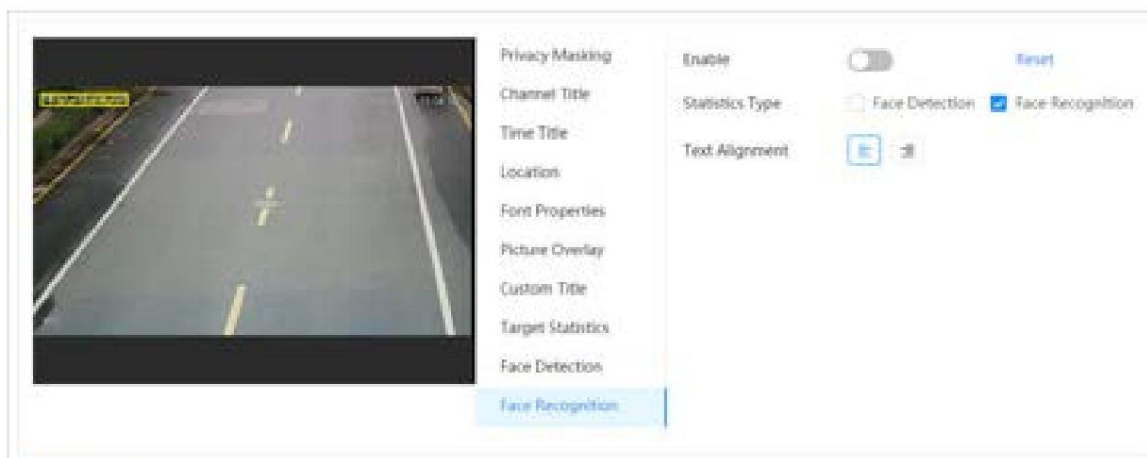 Privacy Masking
Channel Title
Time Title
Location
Font Properties
Picture Overlay
Custom Title
Target Statistics
Face Detection
Face Recognition
Enable
Reset
Statistics Type
Face Detection
Face Recognition
Text Alignment